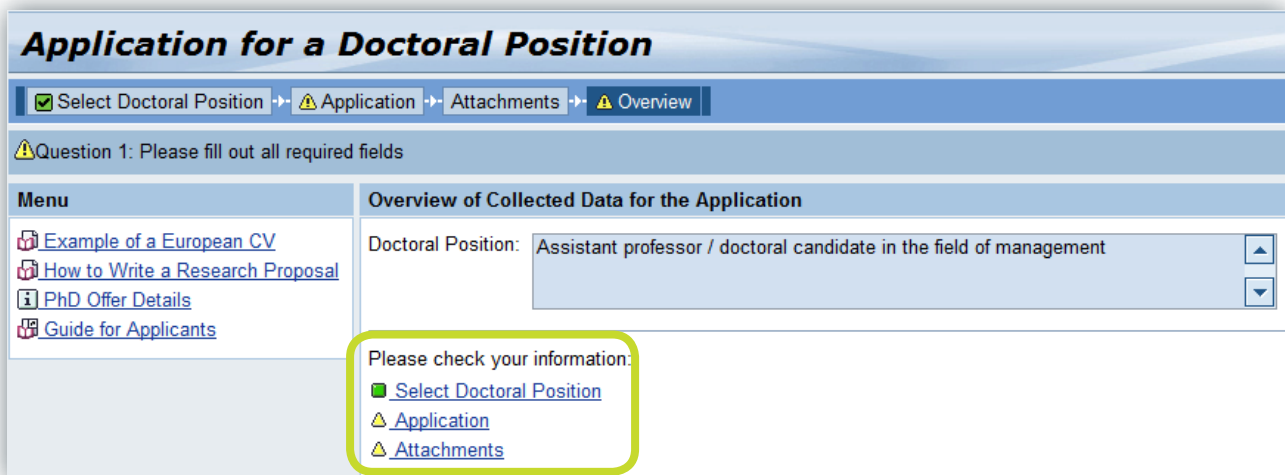 Application for a Doctoral Position
Select Doctoral Position Application Attachments Overview
Question 1: Please fill out all required fields
Menu
Example of a European CV
How to Write a Research Proposal
PhD Offer Details
Guide for Applicants
Overview of Collected Data for the Application
Doctoral Position: Assistant professor / doctoral candidate in the field of management
Please check your information:
Select Doctoral Position
Application
Attachments